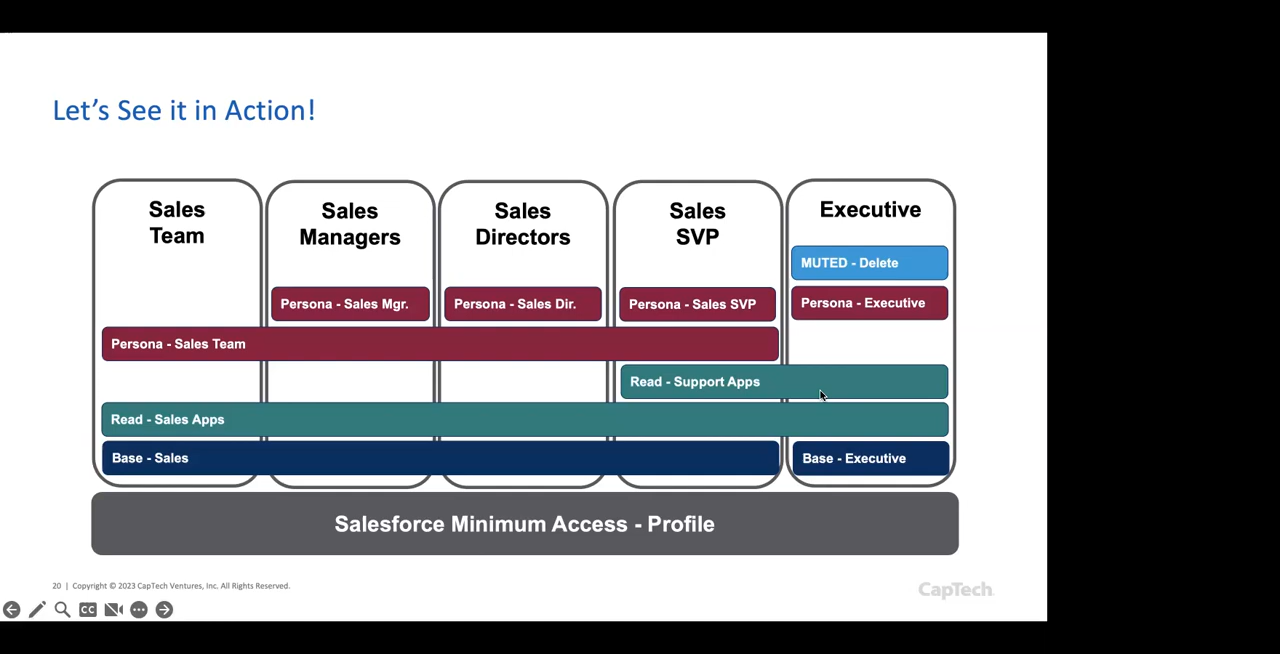 Let’s See it in Action!
Sales
Team
Sales
Managers
Sales
Directors
Sales
SVP
Executive
MUTED - Delete
Persona - Sales Mgr.
Persona - Sales Dir.
Persona - Sales SVP
Persona - Executive
Persona - Sales Team
Read - Support Apps
Read - Sales Apps
Base - Sales
Base - Executive
Salesforce Minimum Access - Profile
20 | Copyright © 2023 CapTech Ventures, Inc. All Rights Reserved.
CapTech
CC